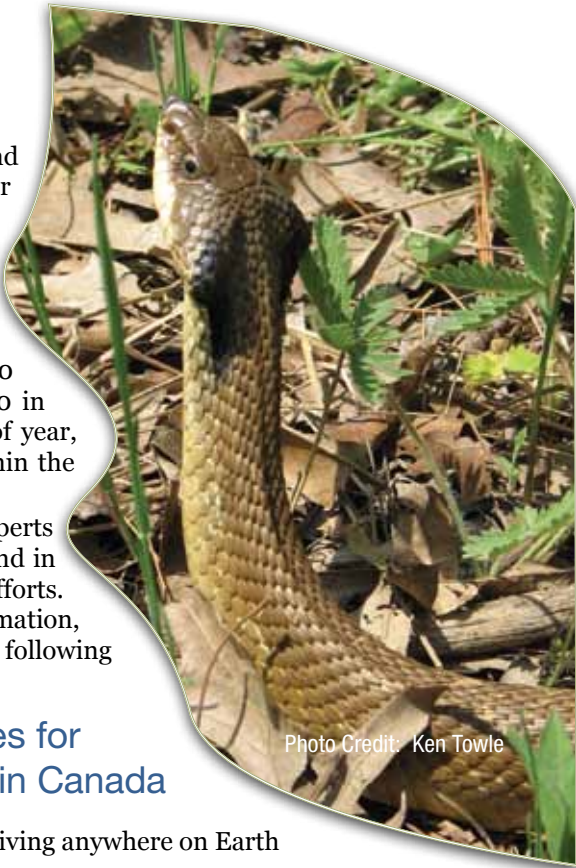 nd
r
o
o in
of year,
hin the
perts
nd in
fforts.
mation,
following
es for
in Canada
iving anywhere on Earth
Photo Credit: Ken Towle